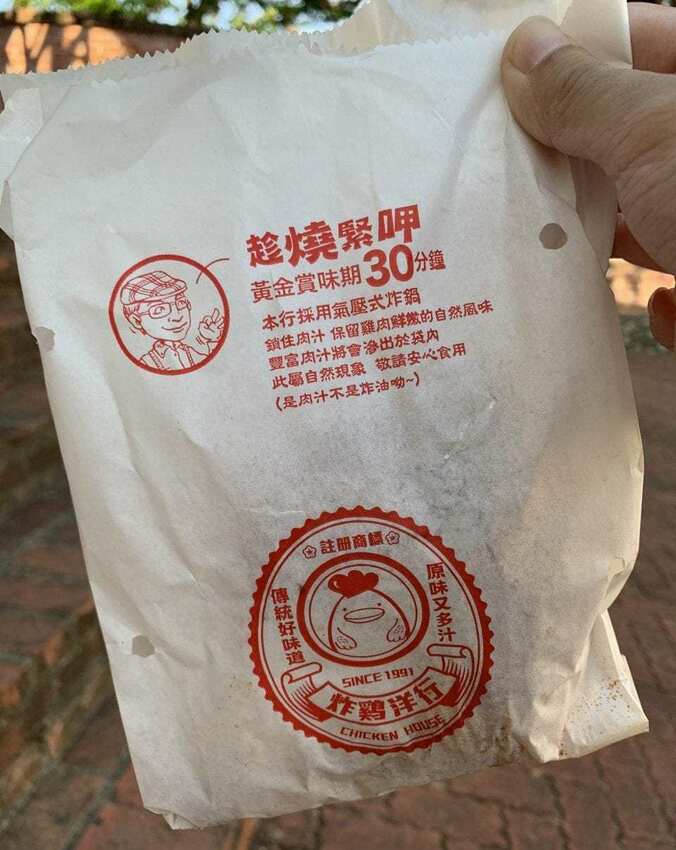 趁燒緊呷
黃金賞味期30分鐘
本行採用氣壓式炸鍋
鎖住肉汁 保留雞肉鮮嫩的自然風味
豐富肉汁將會滲出於袋內
此屬自然現象 敬請安心食用
(是肉汁不是炸油呦~)
註冊商標
傳統好味道
原味又多汁
SINCE 1991
炸鷄洋行
CHICKEN HOUSE